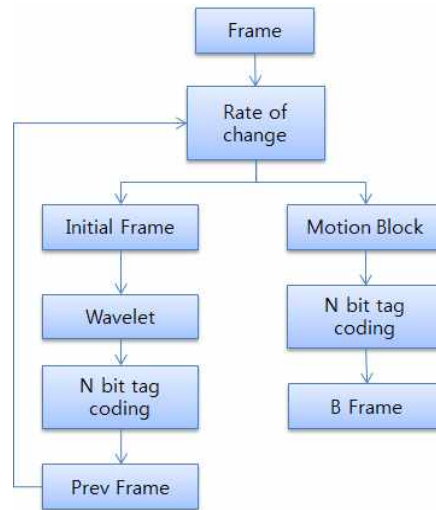 Frame
Rate of
change
Initial Frame
Motion Block
Wavelet
N bit tag
coding
N bit tag
coding
B Frame
Prev Frame